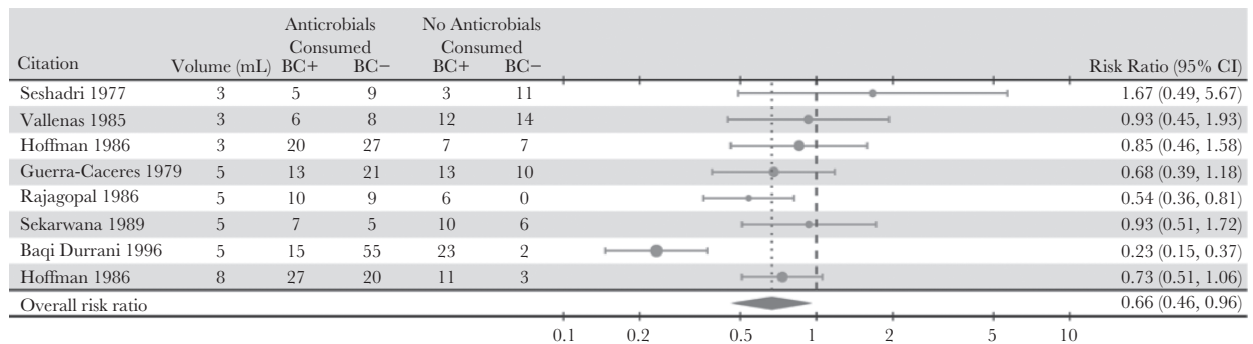 Anticrobials No Anticrobials
Consumed Consumed
Citation Volume (mL) BC+ BC− BC+ BC− Risk Ratio (95% CI)
Seshadri 1977 3 5 9 3 11 1.67 (0.49, 5.67)
Vallenas 1985 3 6 8 12 14 0.93 (0.45, 1.93)
Hoffman 1986 3 20 27 7 7 0.85 (0.46, 1.58)
Guerra-Caceres 1979 5 13 21 13 10 0.68 (0.39, 1.18)
Rajagopal 1986 5 10 9 6 0 0.54 (0.36, 0.81)
Sekarwana 1989 5 7 5 10 6 0.93 (0.51, 1.72)
Baqi Durrani 1996 5 15 55 23 2 0.23 (0.15, 0.37)
Hoffman 1986 8 27 20 11 3 0.73 (0.51, 1.06)
Overall risk ratio 0.66 (0.46, 0.96)
0.1 0.2 0.5 1 2 5 10